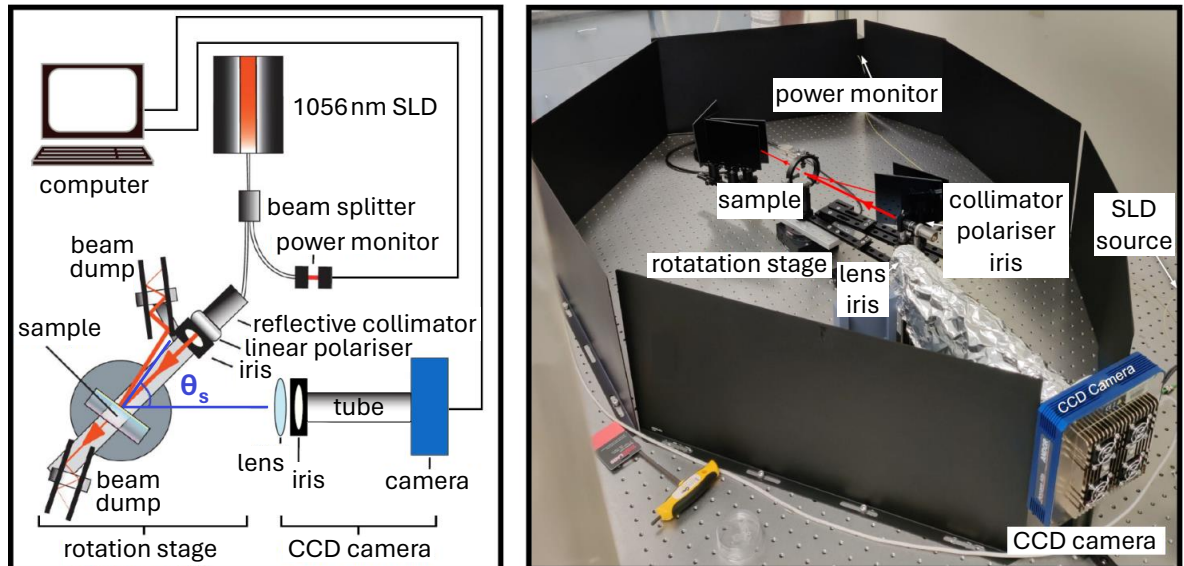 1056 nm SLD
computer
beam splitter
power monitor
beam
dump
sample
reflective collimator
linear polariser
iris
θs
tube
lens
iris
camera
beam
dump
rotation stage
CCD camera
power monitor
sample
collimator
polariser
iris
SLD
source
rotatation stage
lens
iris
CCD Camera
CCD camera